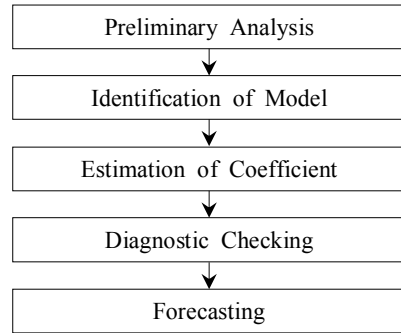 Preliminary Analysis
Identification of Model
Estimation of Coefficient
Diagnostic Checking
Forecasting